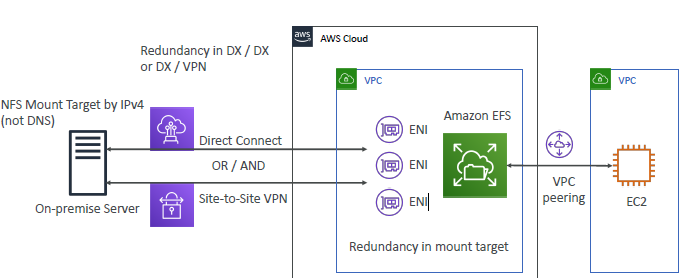 Redundancy in DX / DX
or DX / VPN
aws
AWS Cloud
VPC
VPC
NFS Mount Target by IPv4
(not DNS)
ENI
Amazon EFS
Direct Connect
OR / AND
ENI
VPC
peering
Site-to-Site VPN
ENI
On-premise Server
EC2
Redundancy in mount target